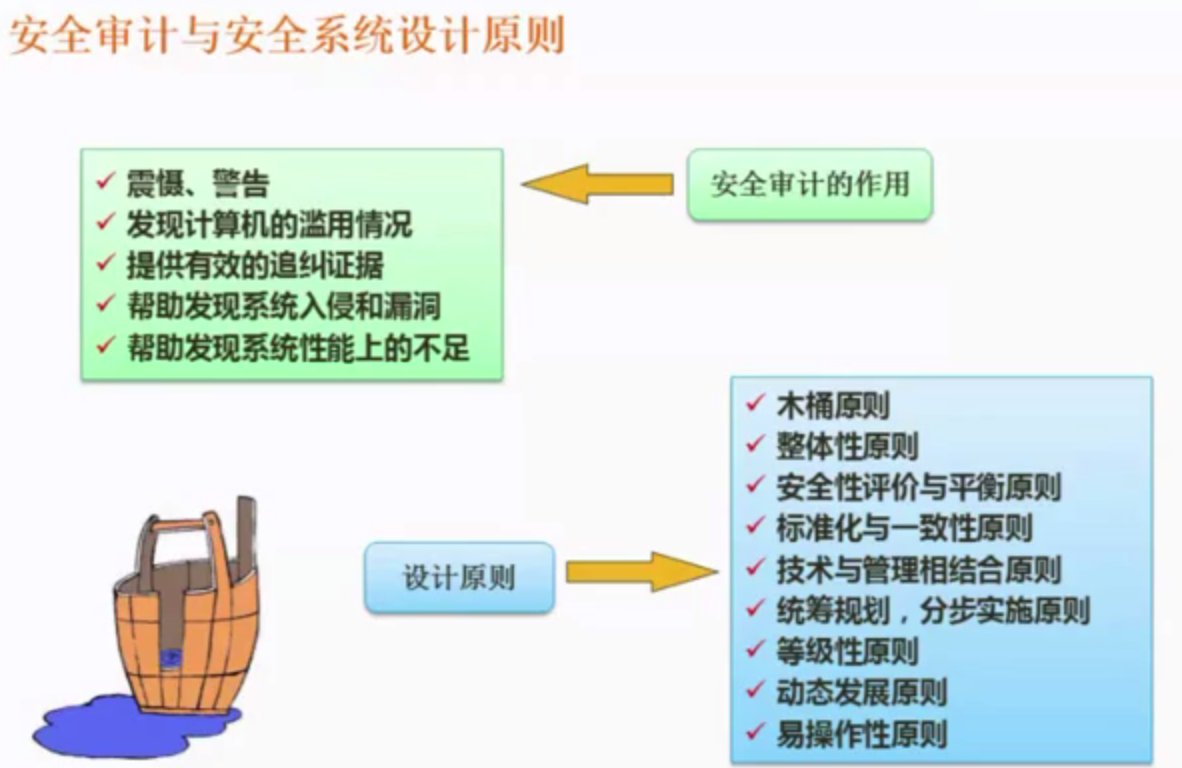 安全审计与安全系统设计原则
安全审计的作用
震慑、警告
发现计算机的滥用情况
提供有效的追纠证据
帮助发现系统入侵和漏洞
帮助发现系统性能上的不足
设计原则
木桶原则
整体性原则
安全性评价与平衡原则
标准化与一致性原则
技术与管理相结合原则
统筹规划，分步实施原则
等级性原则
动态发展原则
易操作性原则